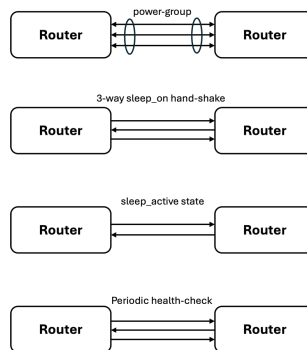 power-group
Router
Router
3-way sleep_on hand-shake
Router
Router
sleep_active state
Router
Router
Periodic health-check
Router
Router